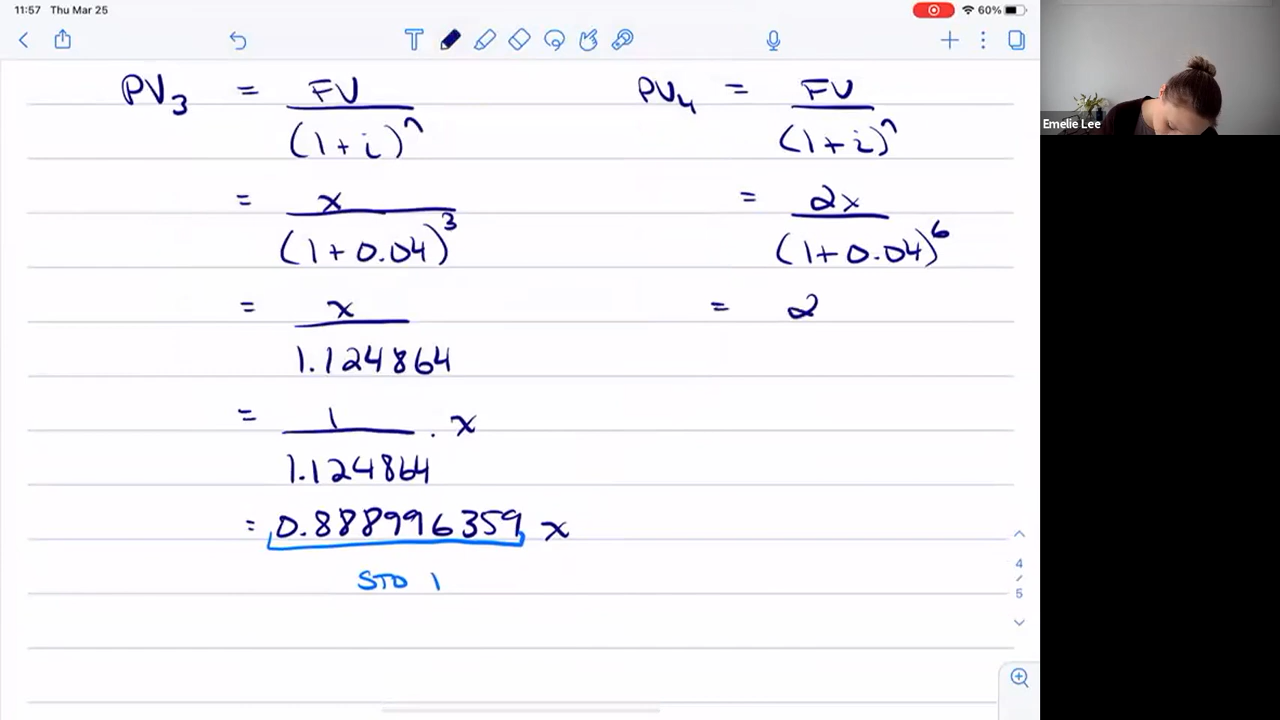 11:57 Thu Mar 25
60%
Emelie Lee
PV3 = FV / (1 + i)^n
= x / (1 + 0.04)^3
= x / 1.124864
= 1 / 1.124864 . x
= 0.888996359 x
STO 1
PV4 = FV / (1 + i)^n
= 2x / (1 + 0.04)^6
= 2
4 / 5